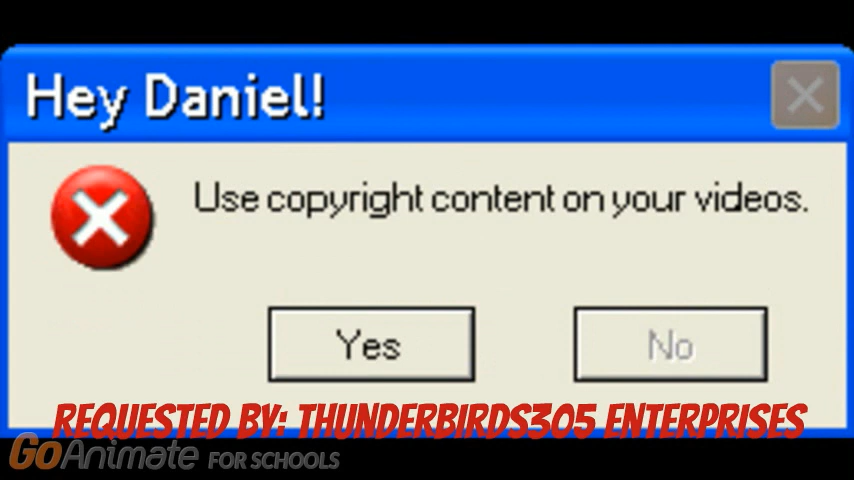 Hey Daniel!
Use copyright content on your videos.
Yes No
REQUESTED BY: THUNDERBIRDS305 ENTERPRISES
GoAnimate FOR SCHOOLS